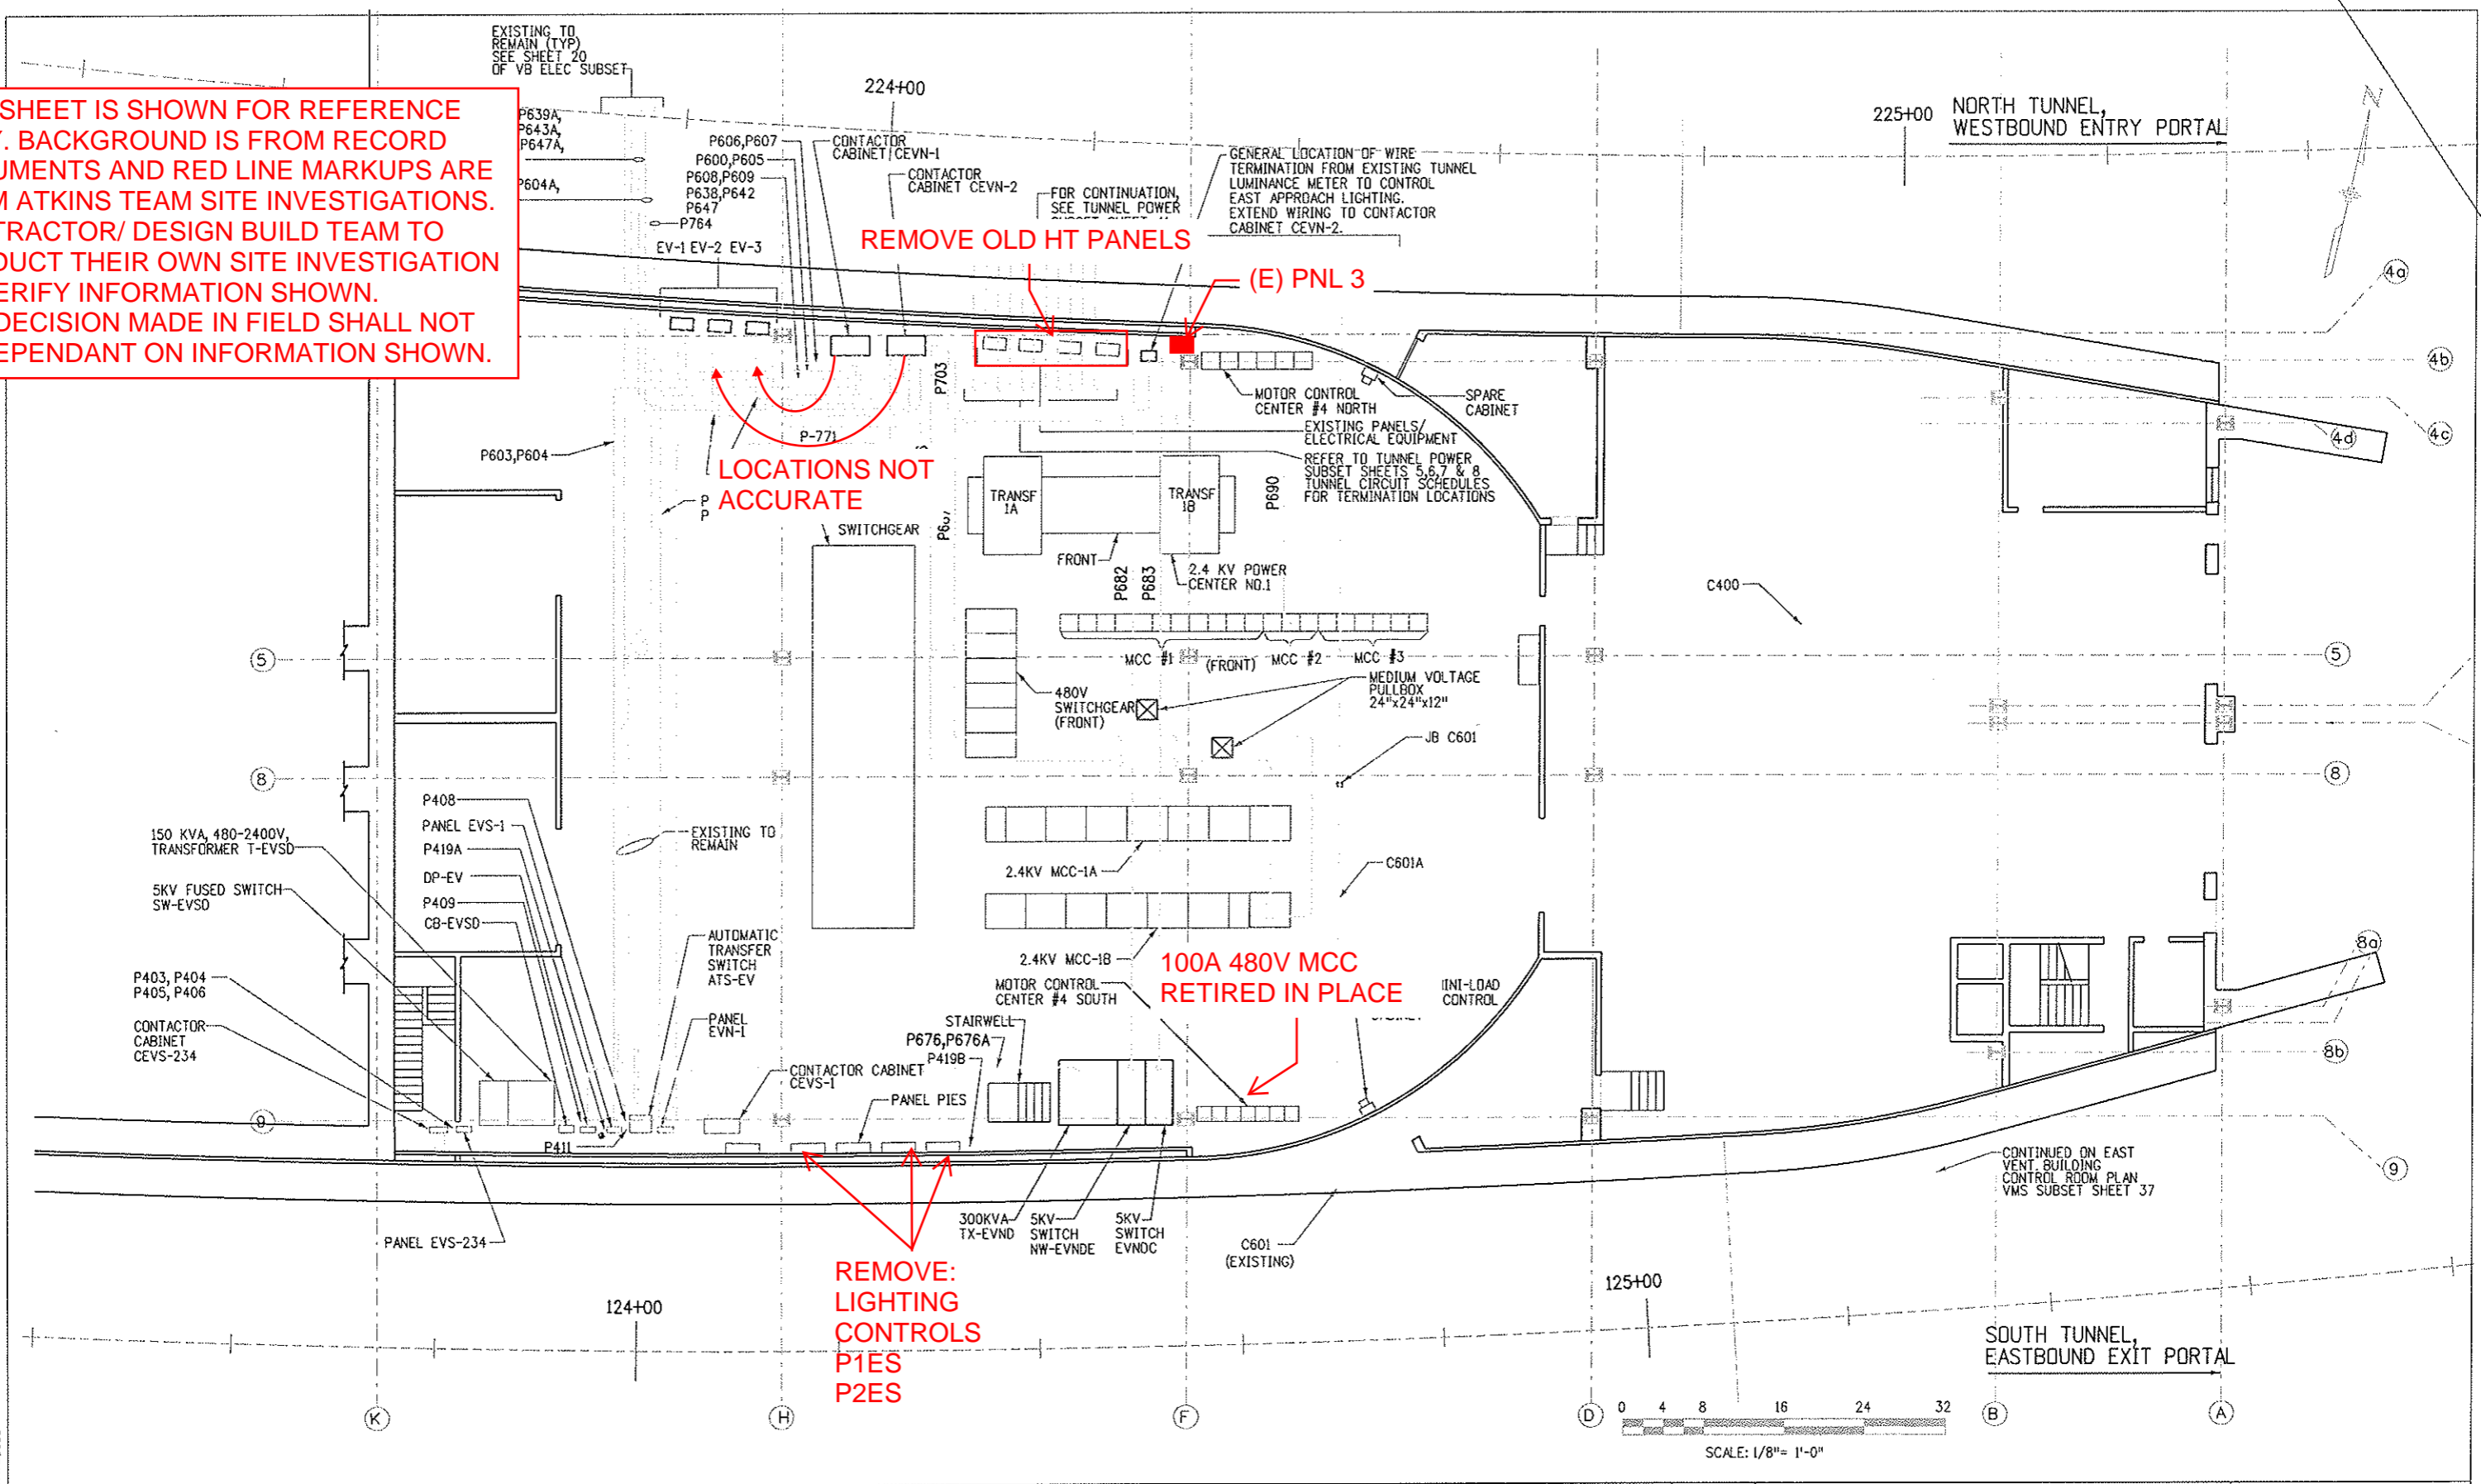 EXISTING TO
REMAIN (TYP)
SEE SHEET 20
OF VB ELEC SUBSET
SHEET IS SHOWN FOR REFERENCE
BACKGROUND IS FROM RECORD
UMENTS AND RED LINE MARKUPS ARE
ATKINS TEAM SITE INVESTIGATIONS.
TRACTOR/ DESIGN BUILD TEAM TO
DUCT THEIR OWN SITE INVESTIGATION
ERIFY INFORMATION SHOWN.
DECISION MADE IN FIELD SHALL NOT
EPENDANT ON INFORMATION SHOWN.
P639A,
P643A,
P647A,
P604A,
224+00
225+00
NORTH TUNNEL,
WESTBOUND ENTRY PORTAL
N
P606,P607
P600,P605
P608,P609
P638,P642
P647
P764
EV-1 EV-2 EV-3
CONTACTOR
CABINET CEVN-1
CONTACTOR
CABINET CEVN-2
FOR CONTINUATION,
SEE TUNNEL POWER
GENERAL LOCATION OF WIRE
TERMINATION FROM EXISTING TUNNEL
LUMINANCE METER TO CONTROL
EAST APPROACH LIGHTING.
EXTEND WIRING TO CONTACTOR
CABINET CEVN-2.
REMOVE OLD HT PANELS
(E) PNL 3
4a
4b
4c
4d
P703
MOTOR CONTROL
CENTER #4 NORTH
SPARE
CABINET
EXISTING PANELS/
ELECTRICAL EQUIPMENT
REFER TO TUNNEL POWER
SUBSET SHEETS 5,6,7 & 8
TUNNEL CIRCUIT SCHEDULES
FOR TERMINATION LOCATIONS
P-771
P603,P604
LOCATIONS NOT
ACCURATE
P
P
SWITCHGEAR
TRANSF
1A
TRANSF
1B
P690
FRONT
P682
P683
2.4 KV POWER
CENTER NO.1
C400
5
MCC #1
(FRONT)
MCC #2
MCC #3
5
480V
SWITCHGEAR
(FRONT)
MEDIUM VOLTAGE
PULLBOX
24"x24"x12"
JB C601
8
8
P408
PANEL EVS-1
P419A
DP-EV
P409
CB-EVSD
150 KVA, 480-2400V,
TRANSFORMER T-EVSD
5KV FUSED SWITCH
SW-EVSD
EXISTING TO
REMAIN
2.4KV MCC-1A
C601A
AUTOMATIC
TRANSFER
SWITCH
ATS-EV
2.4KV MCC-1B
100A 480V MCC
RETIRED IN PLACE
MOTOR CONTROL
CENTER #4 SOUTH
INI-LOAD
CONTROL
8a
8b
P403, P404
P405, P406
CONTACTOR
CABINET
CEVS-234
PANEL
EVN-1
STAIRWELL
P675,P676A
P419B
CONTACTOR CABINET
CEVS-1
PANEL PIES
9
P411
CONTINUED ON EAST
VENT. BUILDING
CONTROL ROOM PLAN
VMS SUBSET SHEET 37
9
PANEL EVS-234
300KVA
TX-EVND
5KV
SWITCH
NW-EVNDE
5KV
SWITCH
EVNDC
C601
(EXISTING)
REMOVE:
LIGHTING
CONTROLS
P1ES
P2ES
124+00
125+00
SOUTH TUNNEL,
EASTBOUND EXIT PORTAL
K
H
F
D
B
A
0 4 8 16 24 32
SCALE: 1/8"= 1'-0"